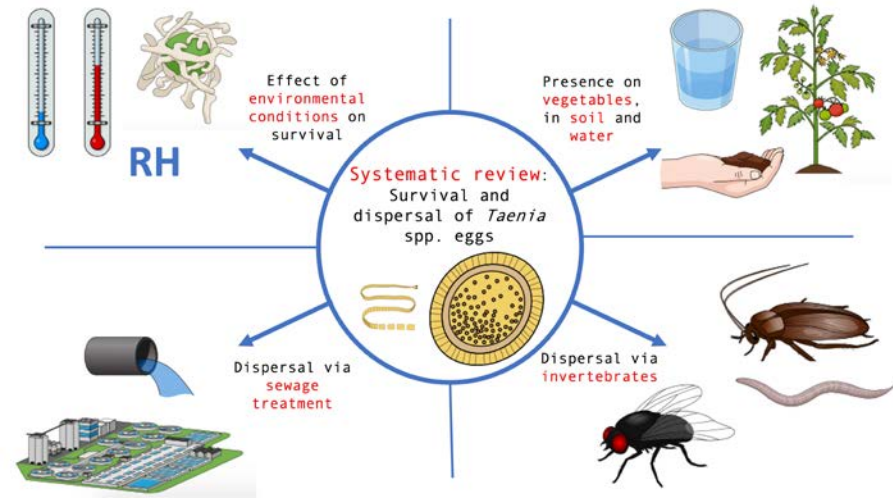 Effect of
environmental
conditions on
survival
RH
Presence on
vegetables,
in soil and
water
Systematic review:
Survival and
dispersal of Taenia
spp. eggs
Dispersal via
sewage
treatment
Dispersal via
invertebrates